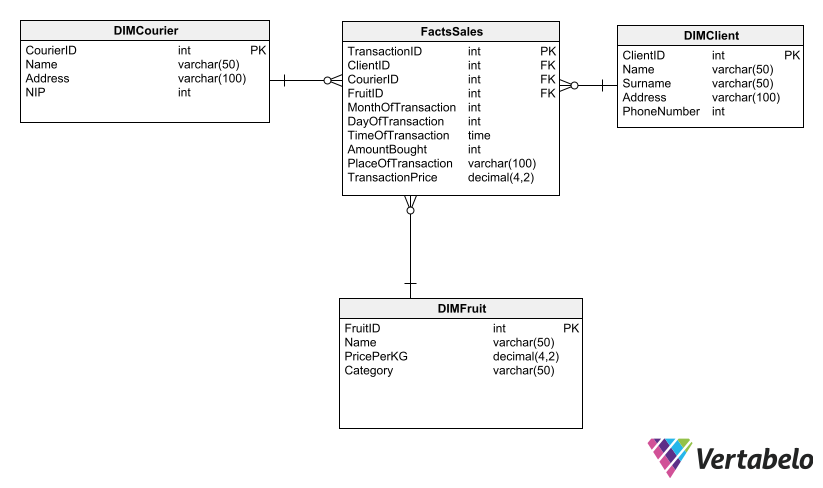 DIMCourier
CourierID int PK
Name varchar(50)
Address varchar(100)
NIP int
FactsSales
TransactionID int PK
ClientID int FK
CourierID int FK
FruitID int FK
MonthOfTransaction int
DayOfTransaction int
TimeOfTransaction time
AmountBought int
PlaceOfTransaction varchar(100)
TransactionPrice decimal(4,2)
DIMClient
ClientID int PK
Name varchar(50)
Surname varchar(50)
Address varchar(100)
PhoneNumber int
DIMFruit
FruitID int PK
Name varchar(50)
PricePerKG decimal(4,2)
Category varchar(50)
Vertabelo